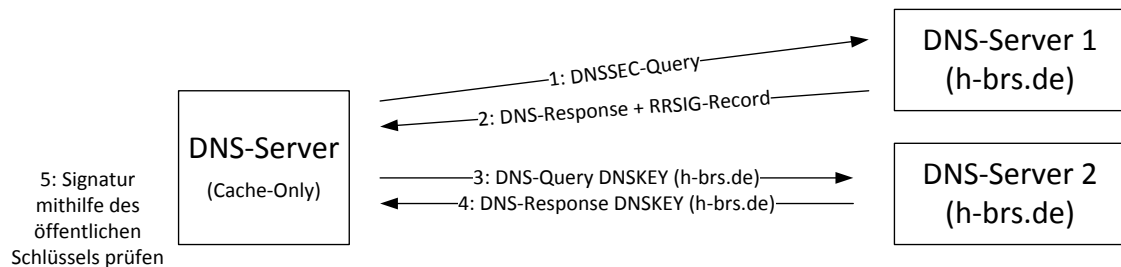 DNS-Server 1
(h-brs.de)
1: DNSSEC-Query
2: DNS-Response + RRSIG-Record
DNS-Server
(Cache-Only)
3: DNS-Query DNSKEY (h-brs.de)
4: DNS-Response DNSKEY (h-brs.de)
DNS-Server 2
(h-brs.de)
5: Signatur
mithilfe des
öffentlichen
Schlüssels prüfen